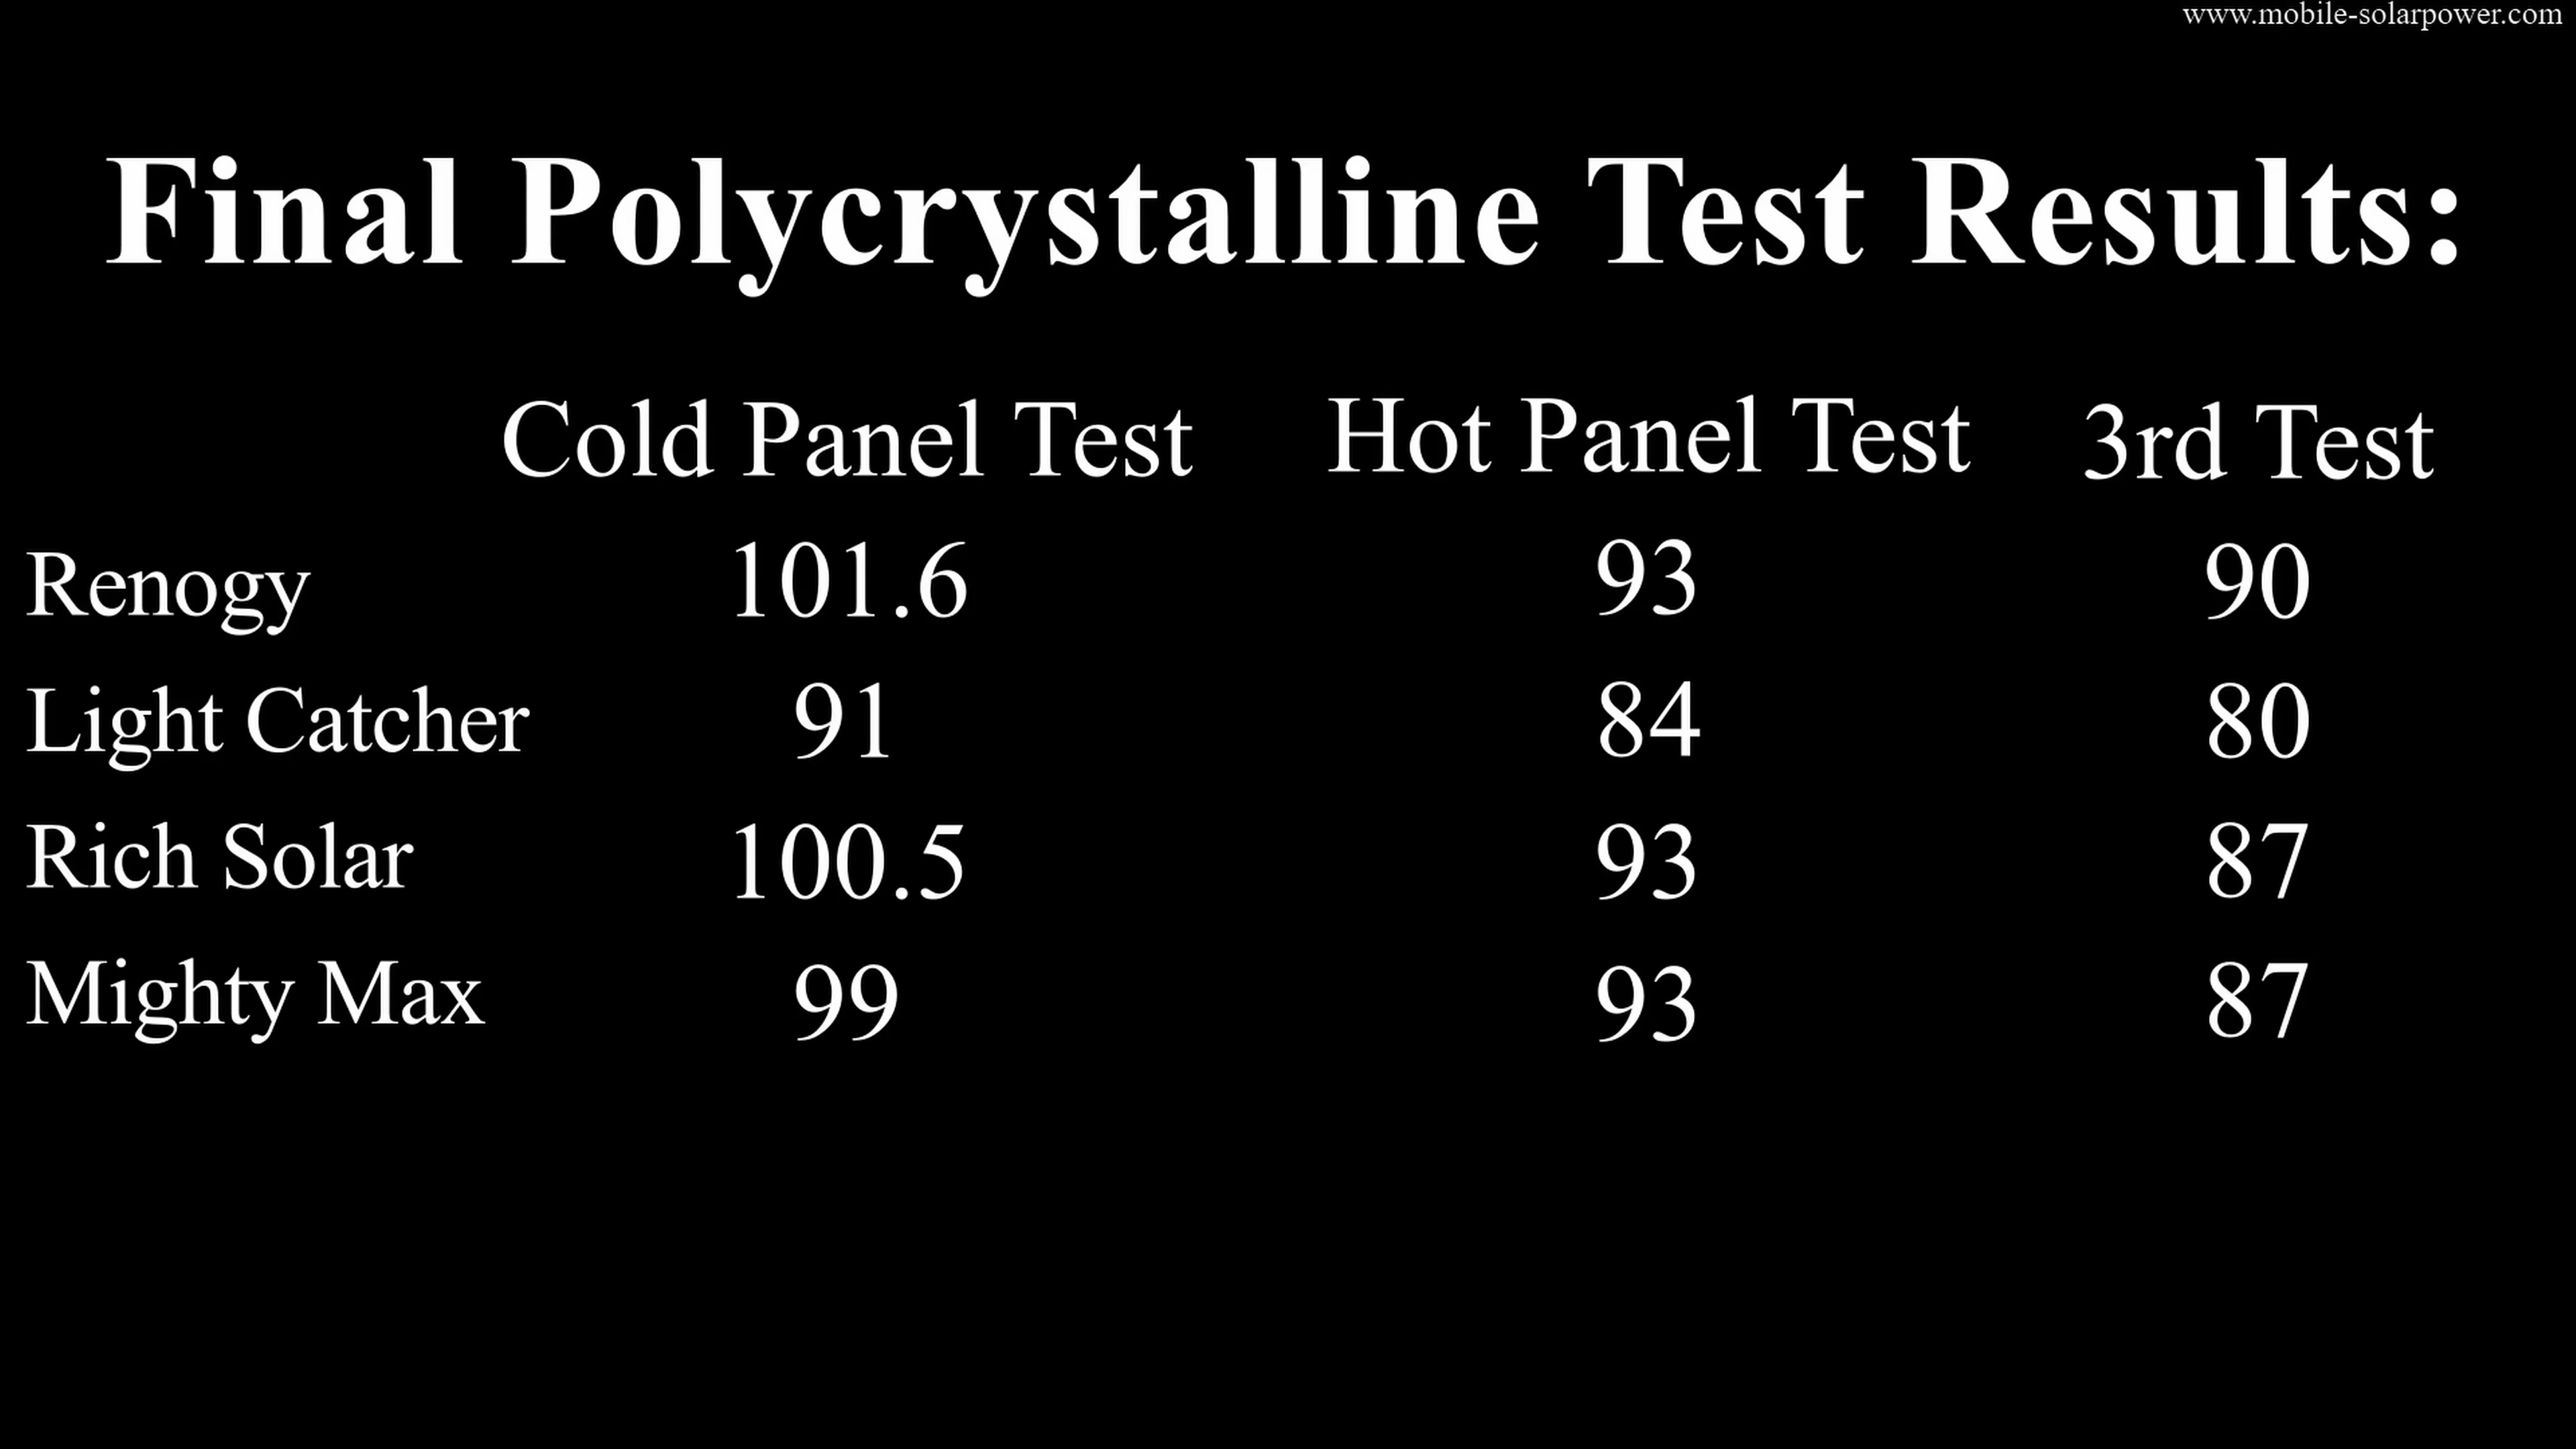 www.mobile-solarpower.com
Final Polycrystalline Test Results:
Cold Panel Test Hot Panel Test 3rd Test
Renogy 101.6 93 90
Light Catcher 91 84 80
Rich Solar 100.5 93 87
Mighty Max 99 93 87